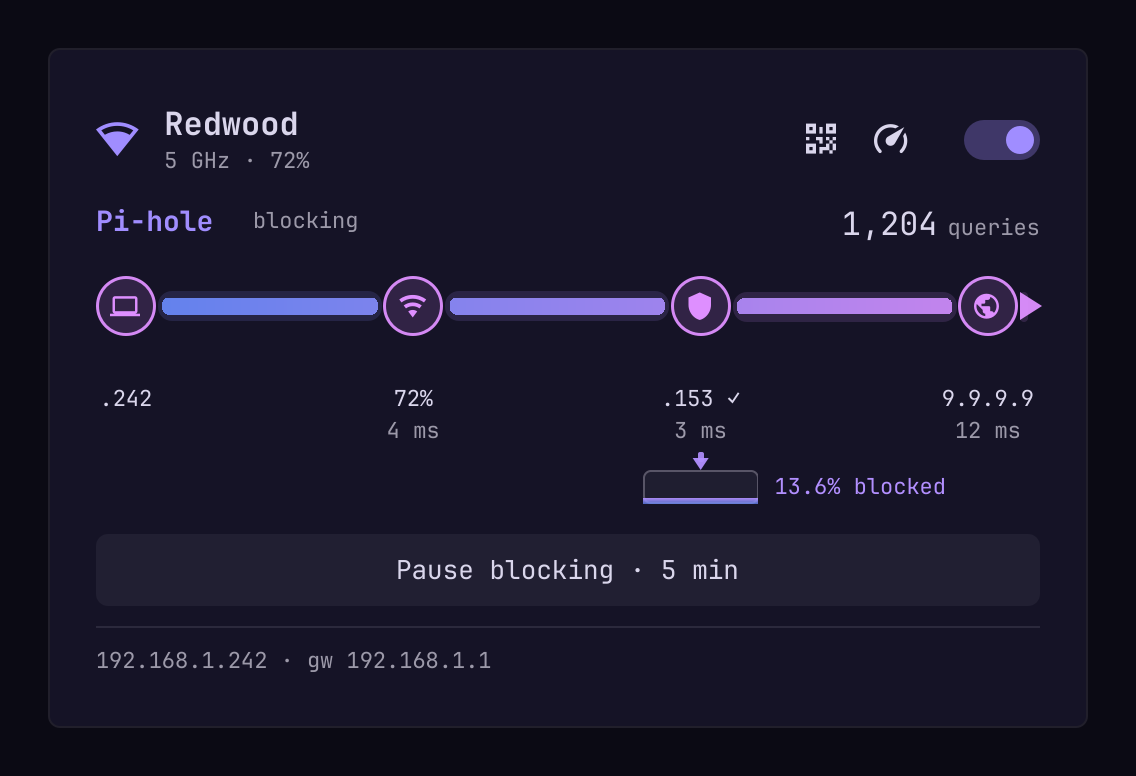 Redwood
5 GHz · 72%
Pi-hole blocking 1,204 queries
.242 72% .153 ✓ 9.9.9.9
4 ms 3 ms 12 ms
13.6% blocked
Pause blocking · 5 min
192.168.1.242 · gw 192.168.1.1